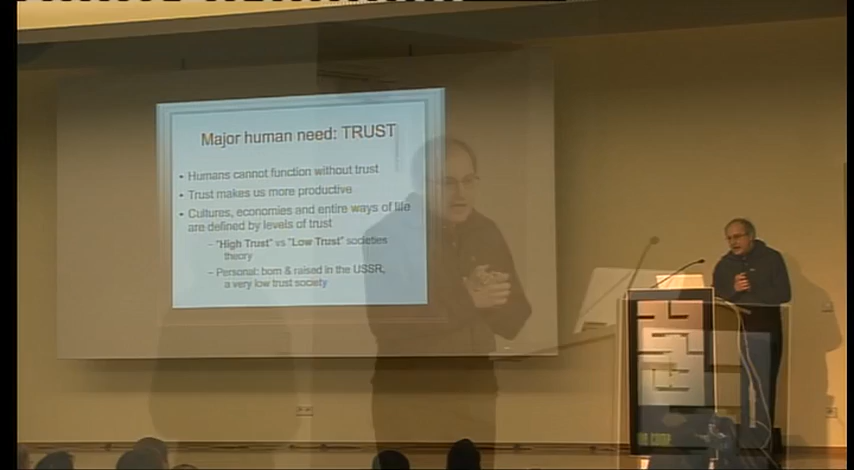 Major human need: TRUST
• Humans cannot function without trust
• Trust makes us more productive
• Cultures, economies and entire ways of life
are defined by levels of trust
– "High Trust" vs "Low Trust" societies
theory
– Personal: born & raised in the USSR,
a very low trust society